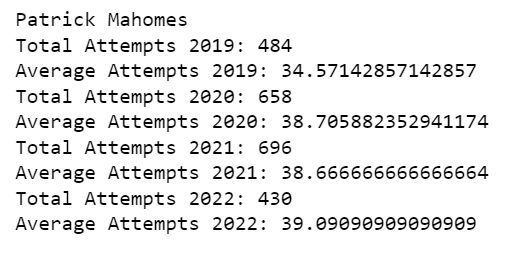 Patrick Mahomes
Total Attempts 2019: 484
Average Attempts 2019: 34.57142857142857
Total Attempts 2020: 658
Average Attempts 2020: 38.705882352941174
Total Attempts 2021: 696
Average Attempts 2021: 38.666666666666664
Total Attempts 2022: 430
Average Attempts 2022: 39.09090909090909